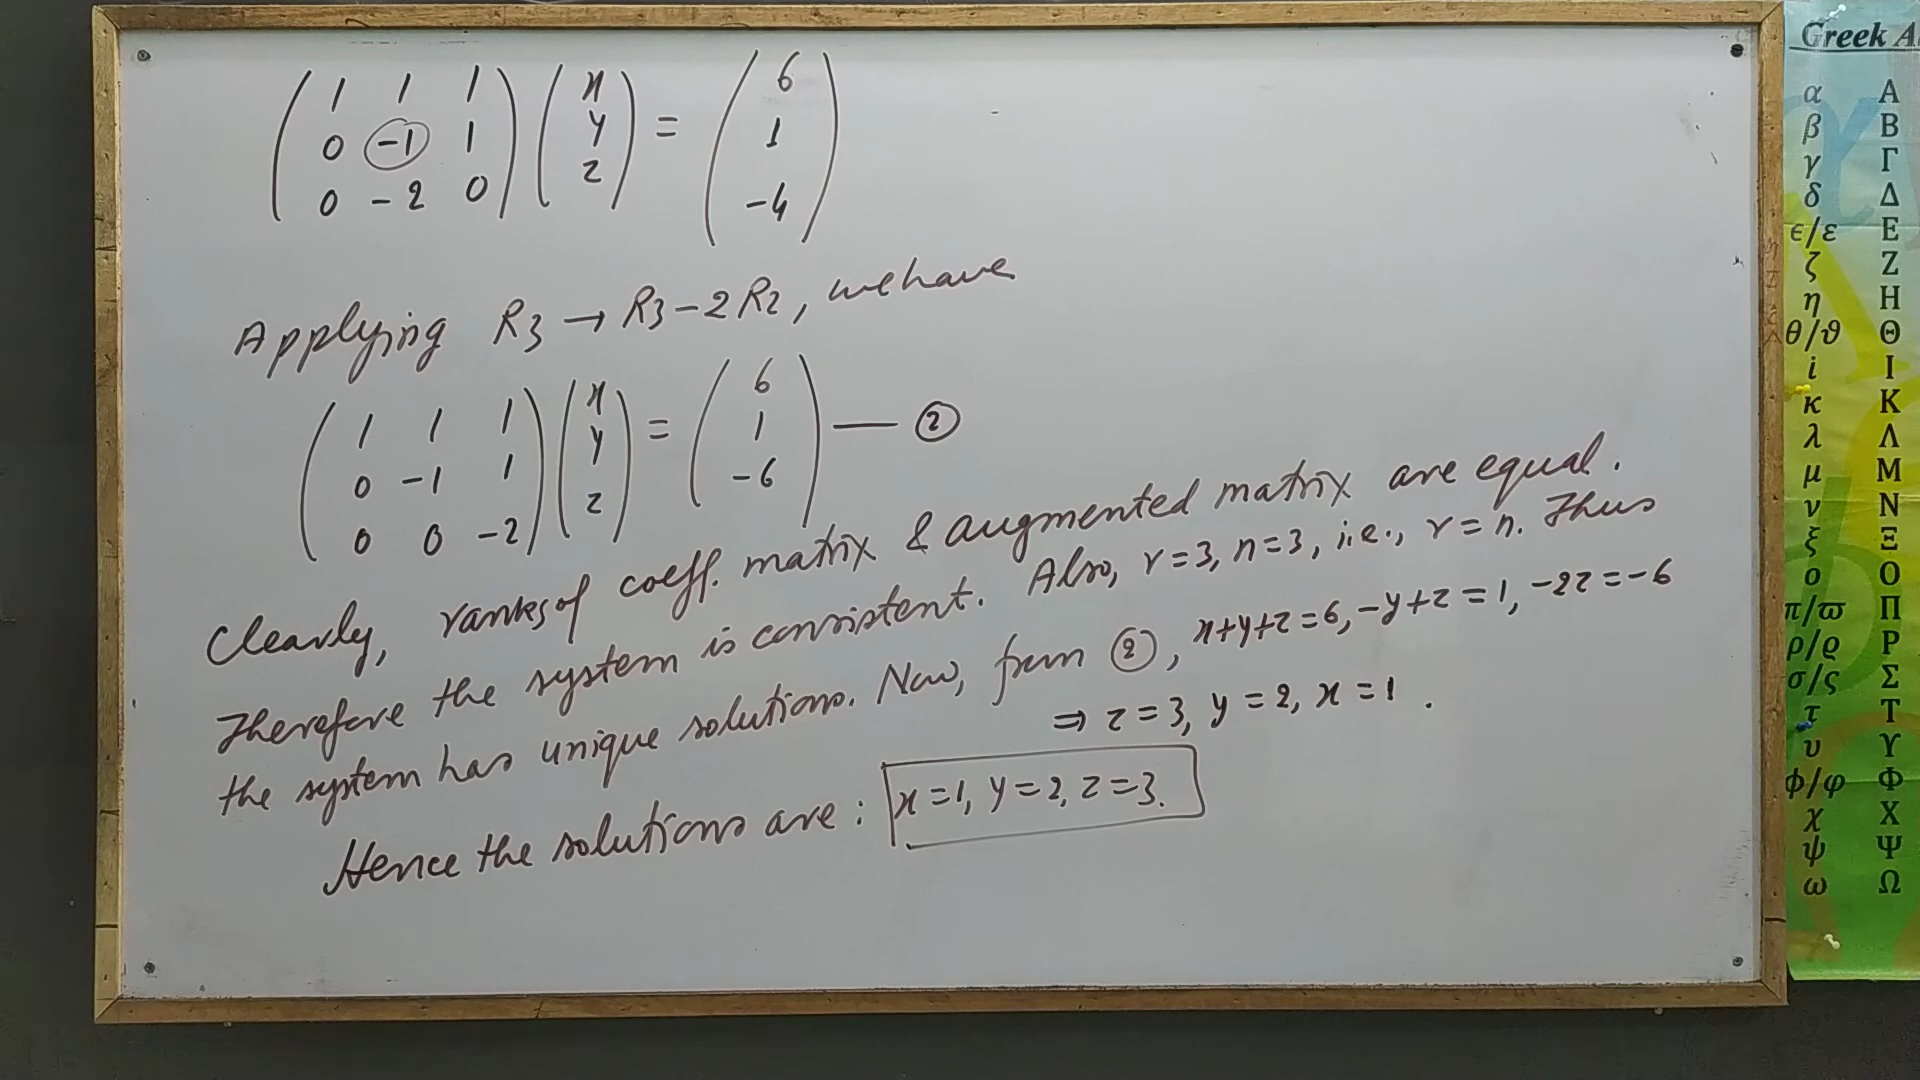 ( 1 1 1 ) ( x ) = ( 6 )
( 0 -1 1 ) ( y ) ( 1 )
( 0 -2 0 ) ( z ) ( -4 )
Applying R3 → R3 - 2R2, we have
( 1 1 1 ) ( x ) = ( 6 ) — ②
( 0 -1 1 ) ( y ) ( 1 )
( 0 0 -2 ) ( z ) ( -6 )
Clearly, ranks of coeff. matrix & augmented matrix are equal.
Therefore the system is consistent. Also, r=3, n=3, i.e., r=n. Thus
the system has unique solutions. Now, from ②, x+y+z=6, -y+z=1, -2z=-6
⇒ z=3, y=2, x=1.
Hence the solutions are: x=1, y=2, z=3.
Greek A
α Α
β Β
γ Γ
δ Δ
ϵ/ε Ε
ζ Ζ
η Η
θ/ϑ Θ
i Ι
κ Κ
λ Λ
μ Μ
ν Ν
ξ Ξ
ο Ο
π/ϖ Π
ρ/ϱ Ρ
σ/ς Σ
τ Τ
υ Υ
ϕ/φ Φ
χ Χ
ψ Ψ
ω Ω